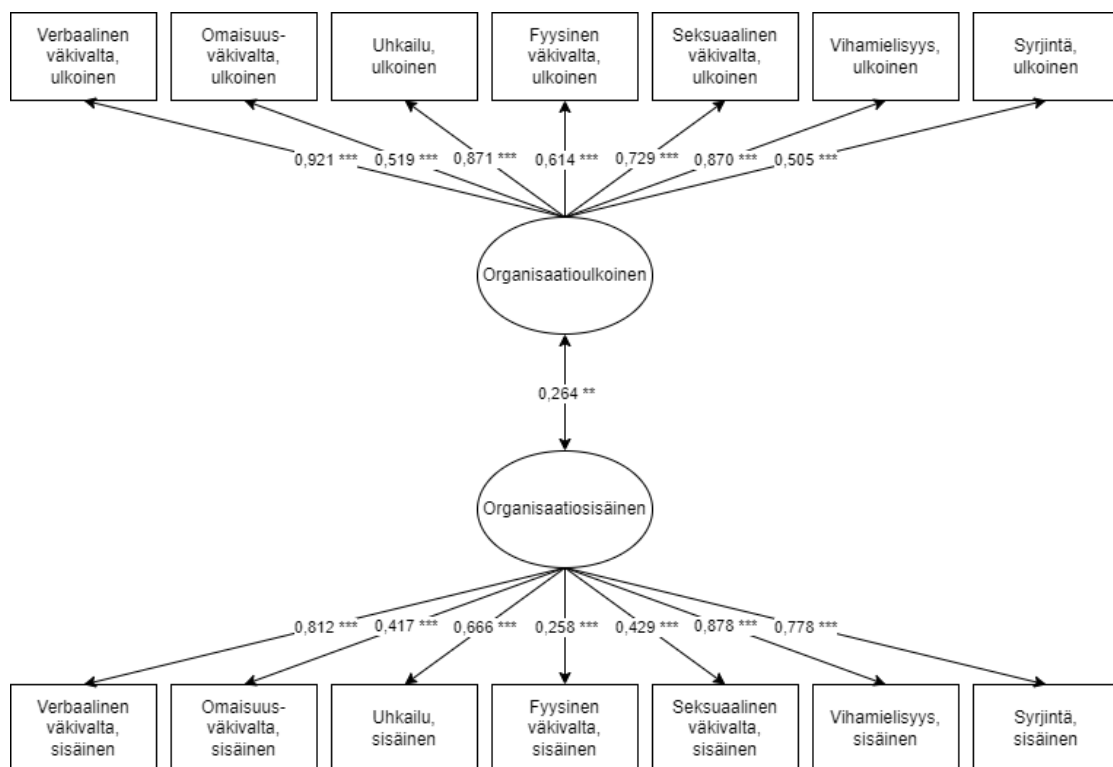 Verbaalinen
väkivalta,
ulkoinen
Omaisuus-
väkivalta,
ulkoinen
Uhkailu,
ulkoinen
Fyysinen
väkivalta,
ulkoinen
Seksuaalinen
väkivalta,
ulkoinen
Vihamielisyys,
ulkoinen
Syrjintä,
ulkoinen
0,921 ***
0,519 ***
0,871 ***
0,614 ***
0,729 ***
0,870 ***
0,505 ***
Organisaatioulkoinen
0,264 **
Organisaatiosisäinen
0,812 ***
0,417 ***
0,666 ***
0,258 ***
0,429 ***
0,878 ***
0,778 ***
Verbaalinen
väkivalta,
sisäinen
Omaisuus-
väkivalta,
sisäinen
Uhkailu,
sisäinen
Fyysinen
väkivalta,
sisäinen
Seksuaalinen
väkivalta,
sisäinen
Vihamielisyys,
sisäinen
Syrjintä,
sisäinen